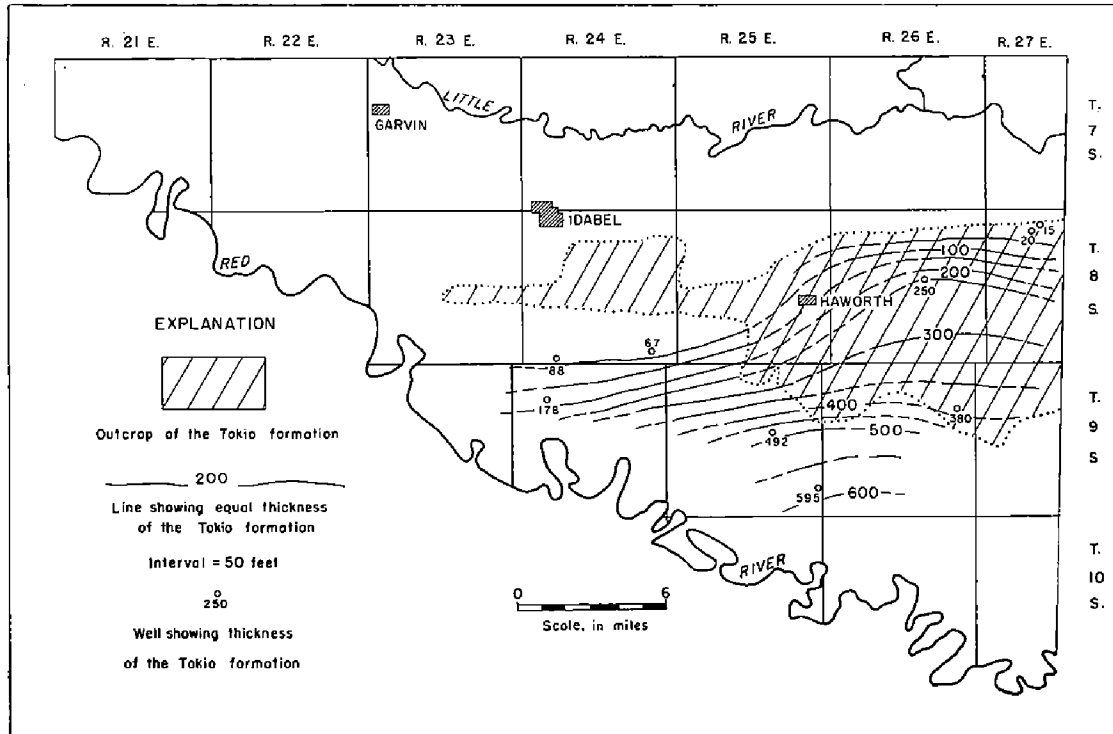 R. 21 E. R. 22 E. R. 23 E. R. 24 E. R. 25 E. R. 26 E. R. 27 E.
LITTLE RIVER
T. 7 S.
GARVIN
IDABEL
RED RIVER
T. 8 S.
15
20
100
200
250
HAWORTH
300
67
88
178
400
380
492
500
595
600
T. 9 S
T. 10 S.
EXPLANATION
Outcrop of the Tokio formation
200
Line showing equal thickness
of the Tokio formation
Interval = 50 feet
250
Well showing thickness
of the Tokio formation
0 6
Scale, in miles